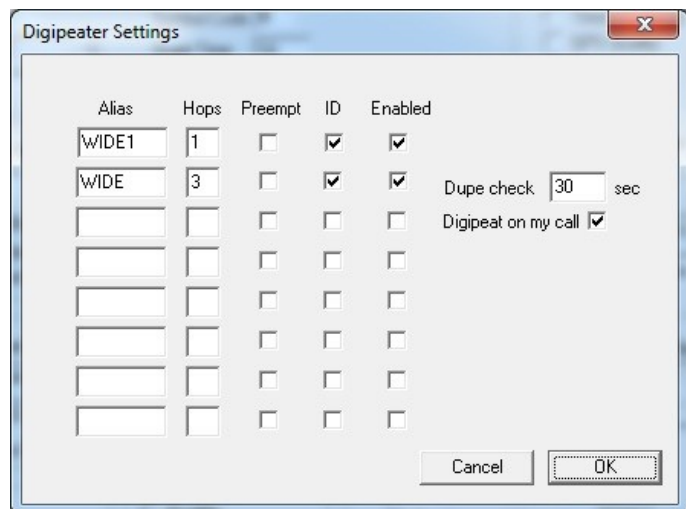 Digipeater Settings
Alias Hops Preempt ID Enabled
WIDE1 1
WIDE 3
Dupe check 30 sec
Digipeat on my call
Cancel OK